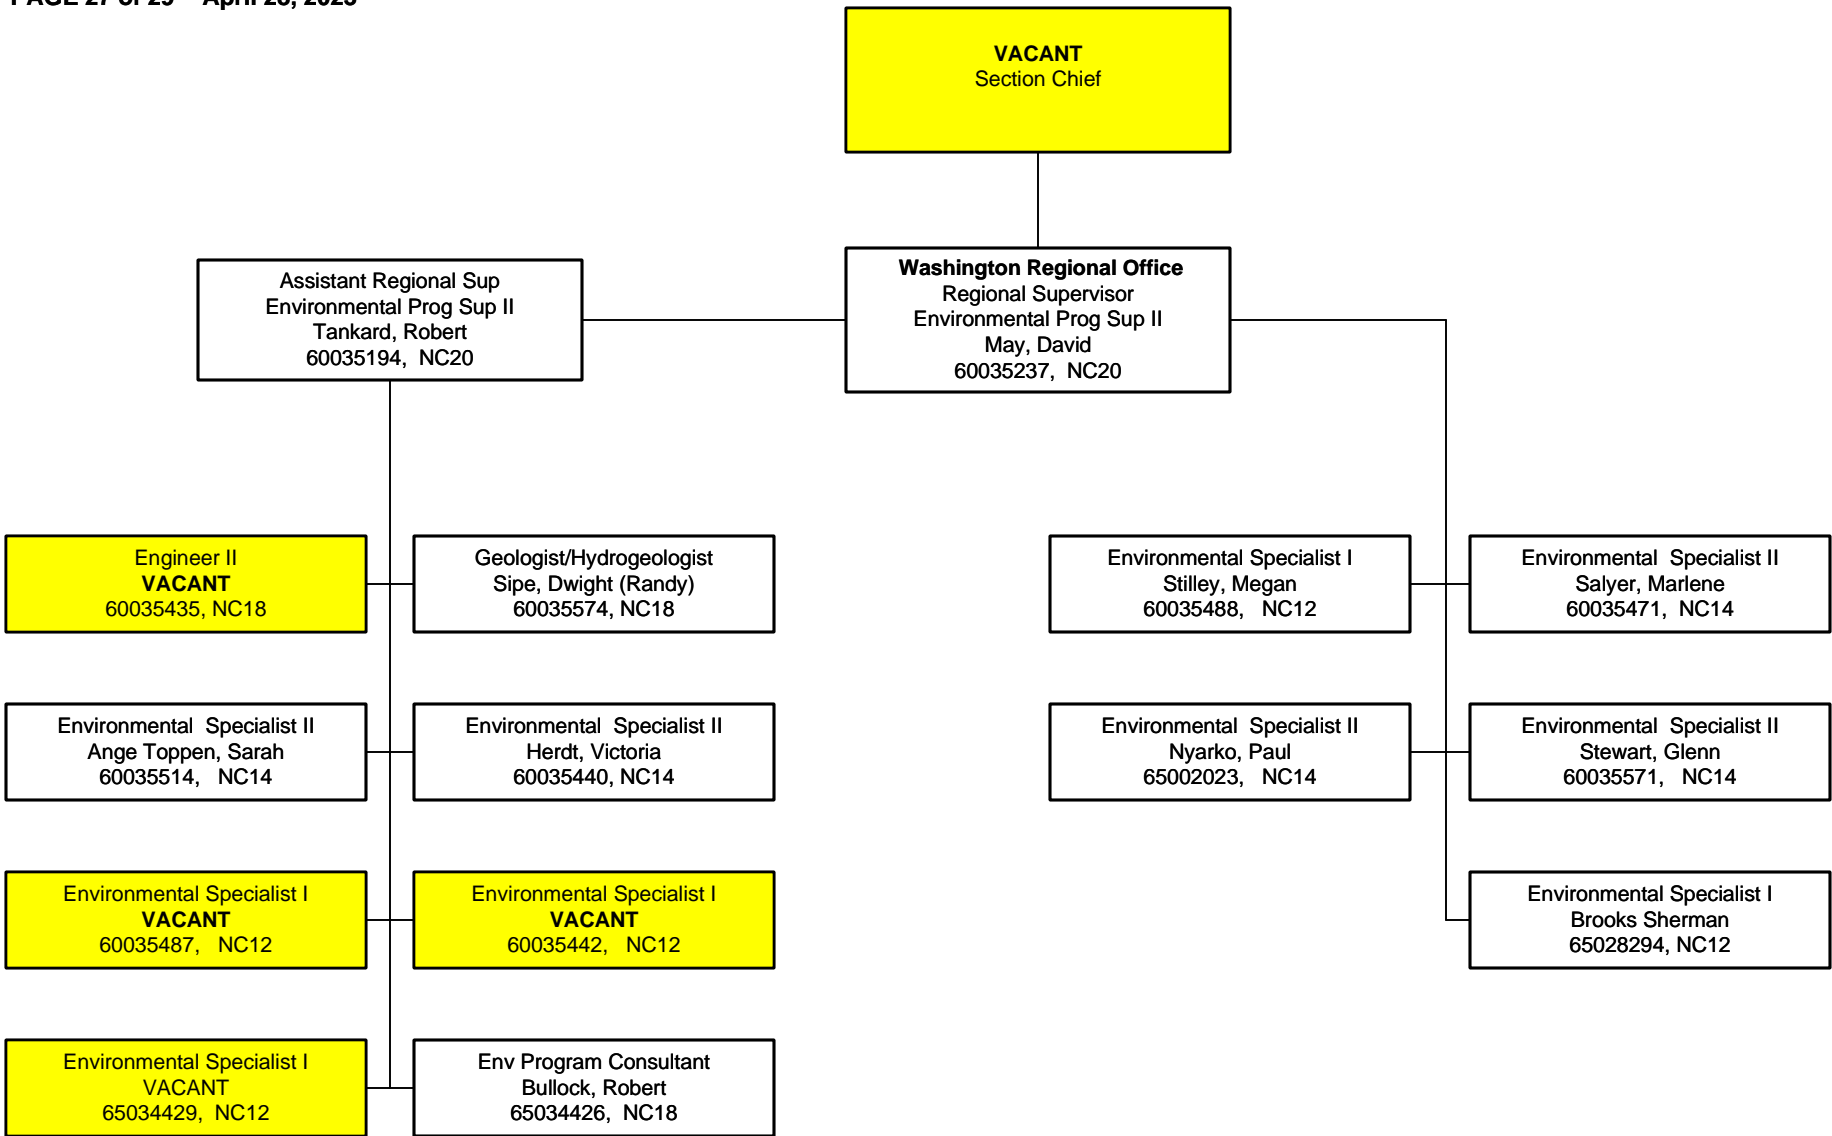 VACANT
Section Chief
Assistant Regional Sup
Environmental Prog Sup II
Tankard, Robert
60035194, NC20
Washington Regional Office
Regional Supervisor
Environmental Prog Sup II
May, David
60035237, NC20
Engineer II
VACANT
60035435, NC18
Geologist/Hydrogeologist
Sipe, Dwight (Randy)
60035574, NC18
Environmental Specialist I
Stilley, Megan
60035488, NC12
Environmental Specialist II
Salyer, Marlene
60035471, NC14
Environmental Specialist II
Ange Toppen, Sarah
60035514, NC14
Environmental Specialist II
Herdt, Victoria
60035440, NC14
Environmental Specialist II
Nyarko, Paul
65002023, NC14
Environmental Specialist II
Stewart, Glenn
60035571, NC14
Environmental Specialist I
VACANT
60035487, NC12
Environmental Specialist I
VACANT
60035442, NC12
Environmental Specialist I
Brooks Sherman
65028294, NC12
Environmental Specialist I
VACANT
65034429, NC12
Env Program Consultant
Bullock, Robert
65034426, NC18